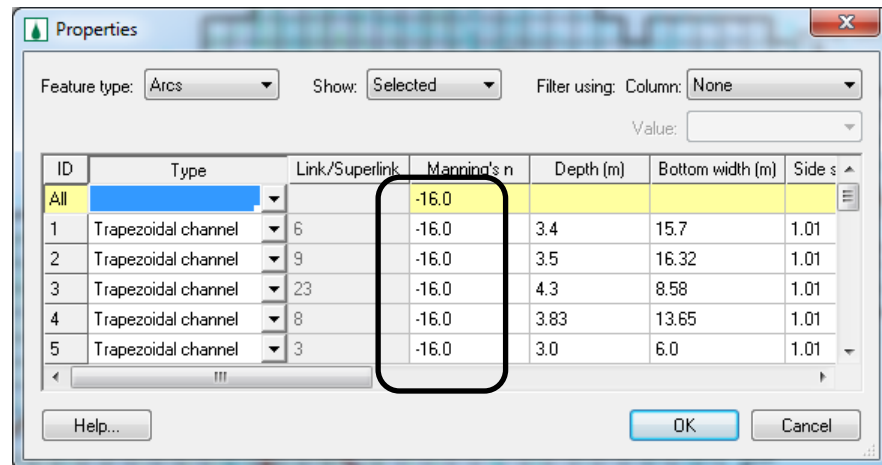 Properties
Feature type: Arcs Show: Selected Filter using: Column: None
Value:
ID Type Link/Superlink Manning's n Depth (m) Bottom width (m) Side s
All -16.0
1 Trapezoidal channel 6 -16.0 3.4 15.7 1.01
2 Trapezoidal channel 9 -16.0 3.5 16.32 1.01
3 Trapezoidal channel 23 -16.0 4.3 8.58 1.01
4 Trapezoidal channel 8 -16.0 3.83 13.65 1.01
5 Trapezoidal channel 3 -16.0 3.0 6.0 1.01
Help... OK Cancel